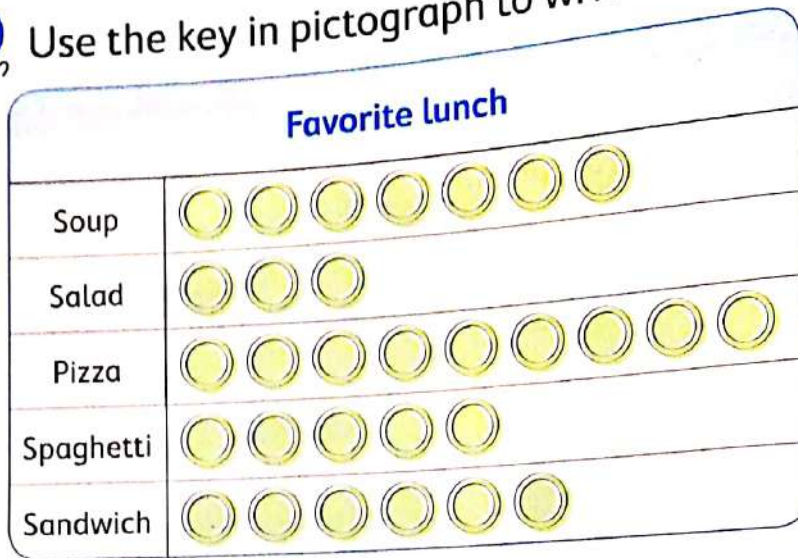 Use the key in pictograph to
Favorite lunch
Soup
Salad
Pizza
Spaghetti
Sandwich